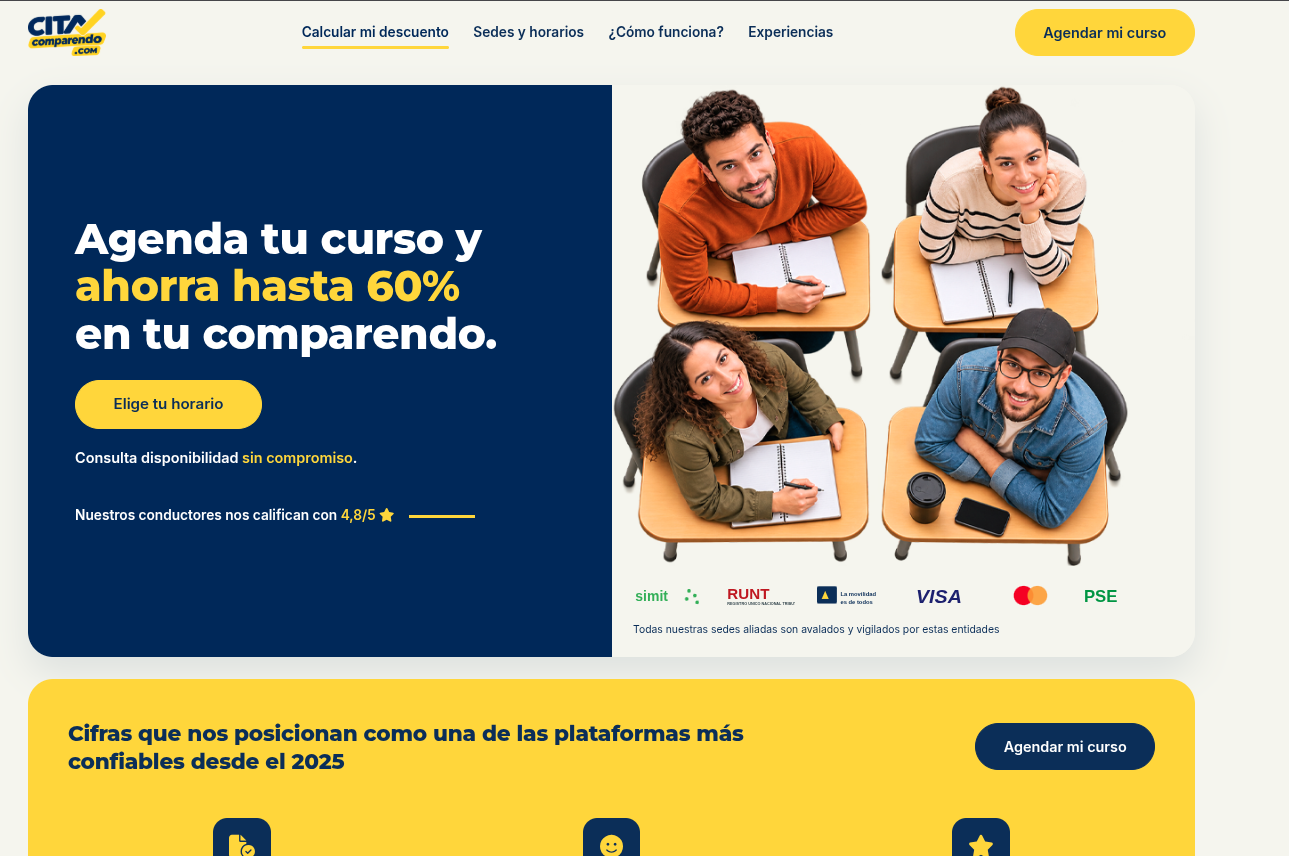 CITA
comparendo
.COM
Calcular mi descuento
Sedes y horarios
¿Cómo funciona?
Experiencias
Agendar mi curso
Agenda tu curso y
ahorra hasta 60%
en tu comparendo.
Elige tu horario
Consulta disponibilidad sin compromiso.
Nuestros conductores nos califican con 4,8/5
simit
RUNT
REGISTRO ÚNICO NACIONAL TRÁNSI
La movilidad
es de todos
VISA
PSE
Todas nuestras sedes aliadas son avalados y vigilados por estas entidades
Cifras que nos posicionan como una de las plataformas más
confiables desde el 2025
Agendar mi curso